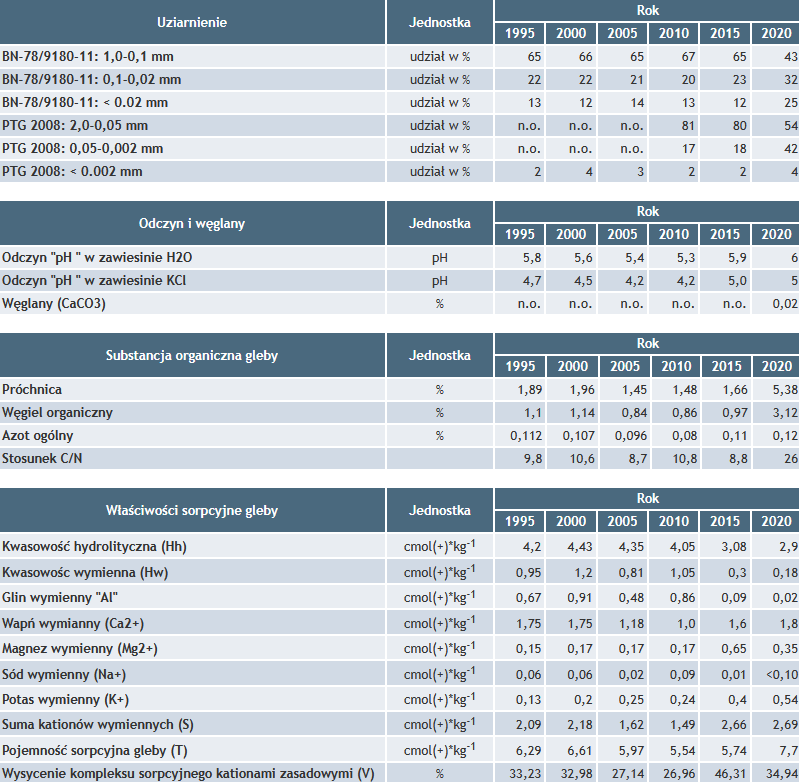 Uziarnienie Jednostka Rok
1995 2000 2005 2010 2015 2020
BN-78/9180-11: 1,0-0,1 mm udział w % 65 66 65 67 65 43
BN-78/9180-11: 0,1-0,02 mm udział w % 22 22 21 20 23 32
BN-78/9180-11: < 0.02 mm udział w % 13 12 14 13 12 25
PTG 2008: 2,0-0,05 mm udział w % n.o. n.o. n.o. 81 80 54
PTG 2008: 0,05-0,002 mm udział w % n.o. n.o. n.o. 17 18 42
PTG 2008: < 0.002 mm udział w % 2 4 3 2 2 4
Odczyn i węglany Jednostka Rok
1995 2000 2005 2010 2015 2020
Odczyn "pH " w zawiesinie H2O pH 5,8 5,6 5,4 5,3 5,9 6
Odczyn "pH " w zawiesinie KCl pH 4,7 4,5 4,2 4,2 5,0 5
Węglany (CaCO3) % n.o. n.o. n.o. n.o. n.o. 0,02
Substancja organiczna gleby Jednostka Rok
1995 2000 2005 2010 2015 2020
Próchnica % 1,89 1,96 1,45 1,48 1,66 5,38
Węgiel organiczny % 1,1 1,14 0,84 0,86 0,97 3,12
Azot ogólny % 0,112 0,107 0,096 0,08 0,11 0,12
Stosunek C/N 9,8 10,6 8,7 10,8 8,8 26
Właściwości sorpcyjne gleby Jednostka Rok
1995 2000 2005 2010 2015 2020
Kwasowość hydrolityczna (Hh) cmol(+)*kg-1 4,2 4,43 4,35 4,05 3,08 2,9
Kwasowośc wymienna (Hw) cmol(+)*kg-1 0,95 1,2 0,81 1,05 0,3 0,18
Glin wymienny "Al" cmol(+)*kg-1 0,67 0,91 0,48 0,86 0,09 0,02
Wapń wymianny (Ca2+) cmol(+)*kg-1 1,75 1,75 1,18 1,0 1,6 1,8
Magnez wymienny (Mg2+) cmol(+)*kg-1 0,15 0,17 0,17 0,17 0,65 0,35
Sód wymienny (Na+) cmol(+)*kg-1 0,06 0,06 0,02 0,09 0,01 <0,10
Potas wymienny (K+) cmol(+)*kg-1 0,13 0,2 0,25 0,24 0,4 0,54
Suma kationów wymiennych (S) cmol(+)*kg-1 2,09 2,18 1,62 1,49 2,66 2,69
Pojemność sorpcyjna gleby (T) cmol(+)*kg-1 6,29 6,61 5,97 5,54 5,74 7,7
Wysycenie kompleksu sorpcyjnego kationami zasadowymi (V) % 33,23 32,98 27,14 26,96 46,31 34,94